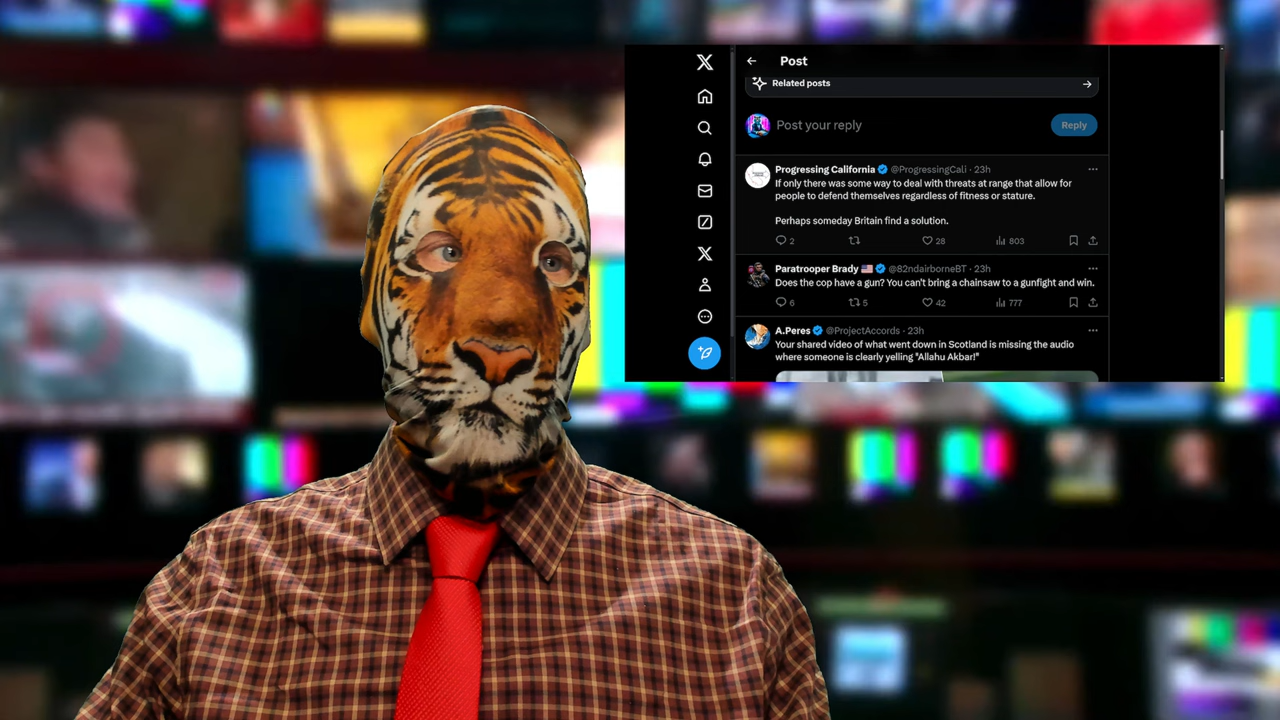 Post
Related posts
Post your reply
Reply
Progressing California @ProgressingCali · 23h
If only there was some way to deal with threats at range that allow for
people to defend themselves regardless of fitness or stature.
Perhaps someday Britain find a solution.
2 28 803
Paratrooper Brady 🇺🇸 @82ndairborneBT · 23h
Does the cop have a gun? You can't bring a chainsaw to a gunfight and win.
6 5 42 777
A.Peres @ProjectAccords · 23h
Your shared video of what went down in Scotland is missing the audio
where someone is clearly yelling "Allahu Akbar!"